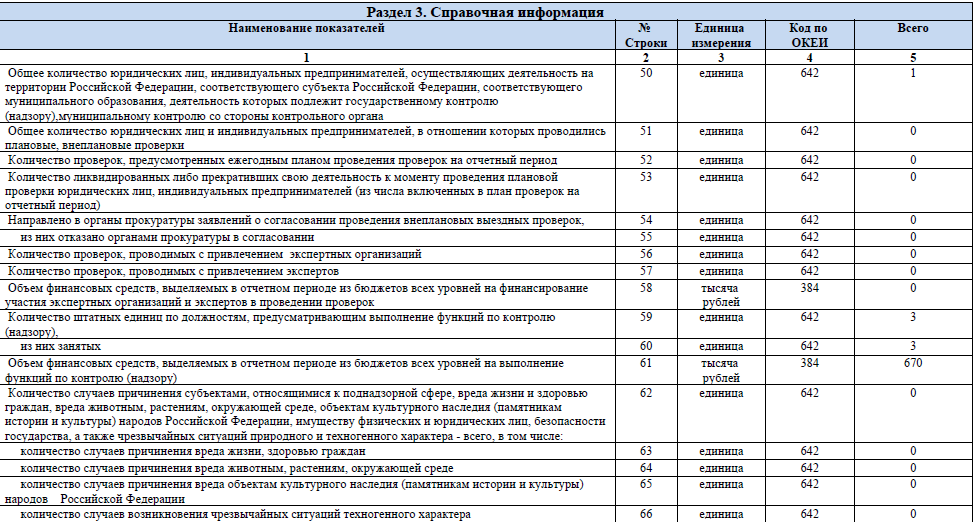 Раздел 3. Справочная информация
Наименование показателей № Строки Единица измерения Код по ОКЕИ Всего
1 2 3 4 5
Общее количество юридических лиц, индивидуальных предпринимателей, осуществляющих деятельность на 50 единица 642 1
территории Российской Федерации, соответствующего субъекта Российской Федерации, соответствующего
муниципального образования, деятельность которых подлежит государственному контролю
(надзору),муниципальному контролю со стороны контрольного органа
Общее количество юридических лиц и индивидуальных предпринимателей, в отношении которых проводились 51 единица 642 0
плановые, внеплановые проверки
Количество проверок, предусмотренных ежегодным планом проведения проверок на отчетный период 52 единица 642 0
Количество ликвидированных либо прекративших свою деятельность к моменту проведения плановой 53 единица 642 0
проверки юридических лиц, индивидуальных предпринимателей (из числа включенных в план проверок на
отчетный период)
Направлено в органы прокуратуры заявлений о согласовании проведения внеплановых выездных проверок, 54 единица 642 0
из них отказано органами прокуратуры в согласовании 55 единица 642 0
Количество проверок, проводимых с привлечением экспертных организаций 56 единица 642 0
Количество проверок, проводимых с привлечением экспертов 57 единица 642 0
Объем финансовых средств, выделяемых в отчетном периоде из бюджетов всех уровней на финансирование 58 тысяча 384 0
участия экспертных организаций и экспертов в проведении проверок рублей
Количество штатных единиц по должностям, предусматривающим выполнение функций по контролю 59 единица 642 3
(надзору),
из них занятых 60 единица 642 3
Объем финансовых средств, выделяемых в отчетном периоде из бюджетов всех уровней на выполнение 61 тысяча 384 670
функций по контролю (надзору) рублей
Количество случаев причинения субъектами, относящимися к поднадзорной сфере, вреда жизни и здоровью 62 единица 642 0
граждан, вреда животным, растениям, окружающей среде, объектам культурного наследия (памятникам
истории и культуры) народов Российской Федерации, имуществу физических и юридических лиц, безопасности
государства, а также чрезвычайных ситуаций природного и техногенного характера - всего, в том числе:
количество случаев причинения вреда жизни, здоровью граждан 63 единица 642 0
количество случаев причинения вреда животным, растениям, окружающей среде 64 единица 642 0
количество случаев причинения вреда объектам культурного наследия (памятникам истории и культуры) 65 единица 642 0
народов Российской Федерации
количество случаев возникновения чрезвычайных ситуаций техногенного характера 66 единица 642 0